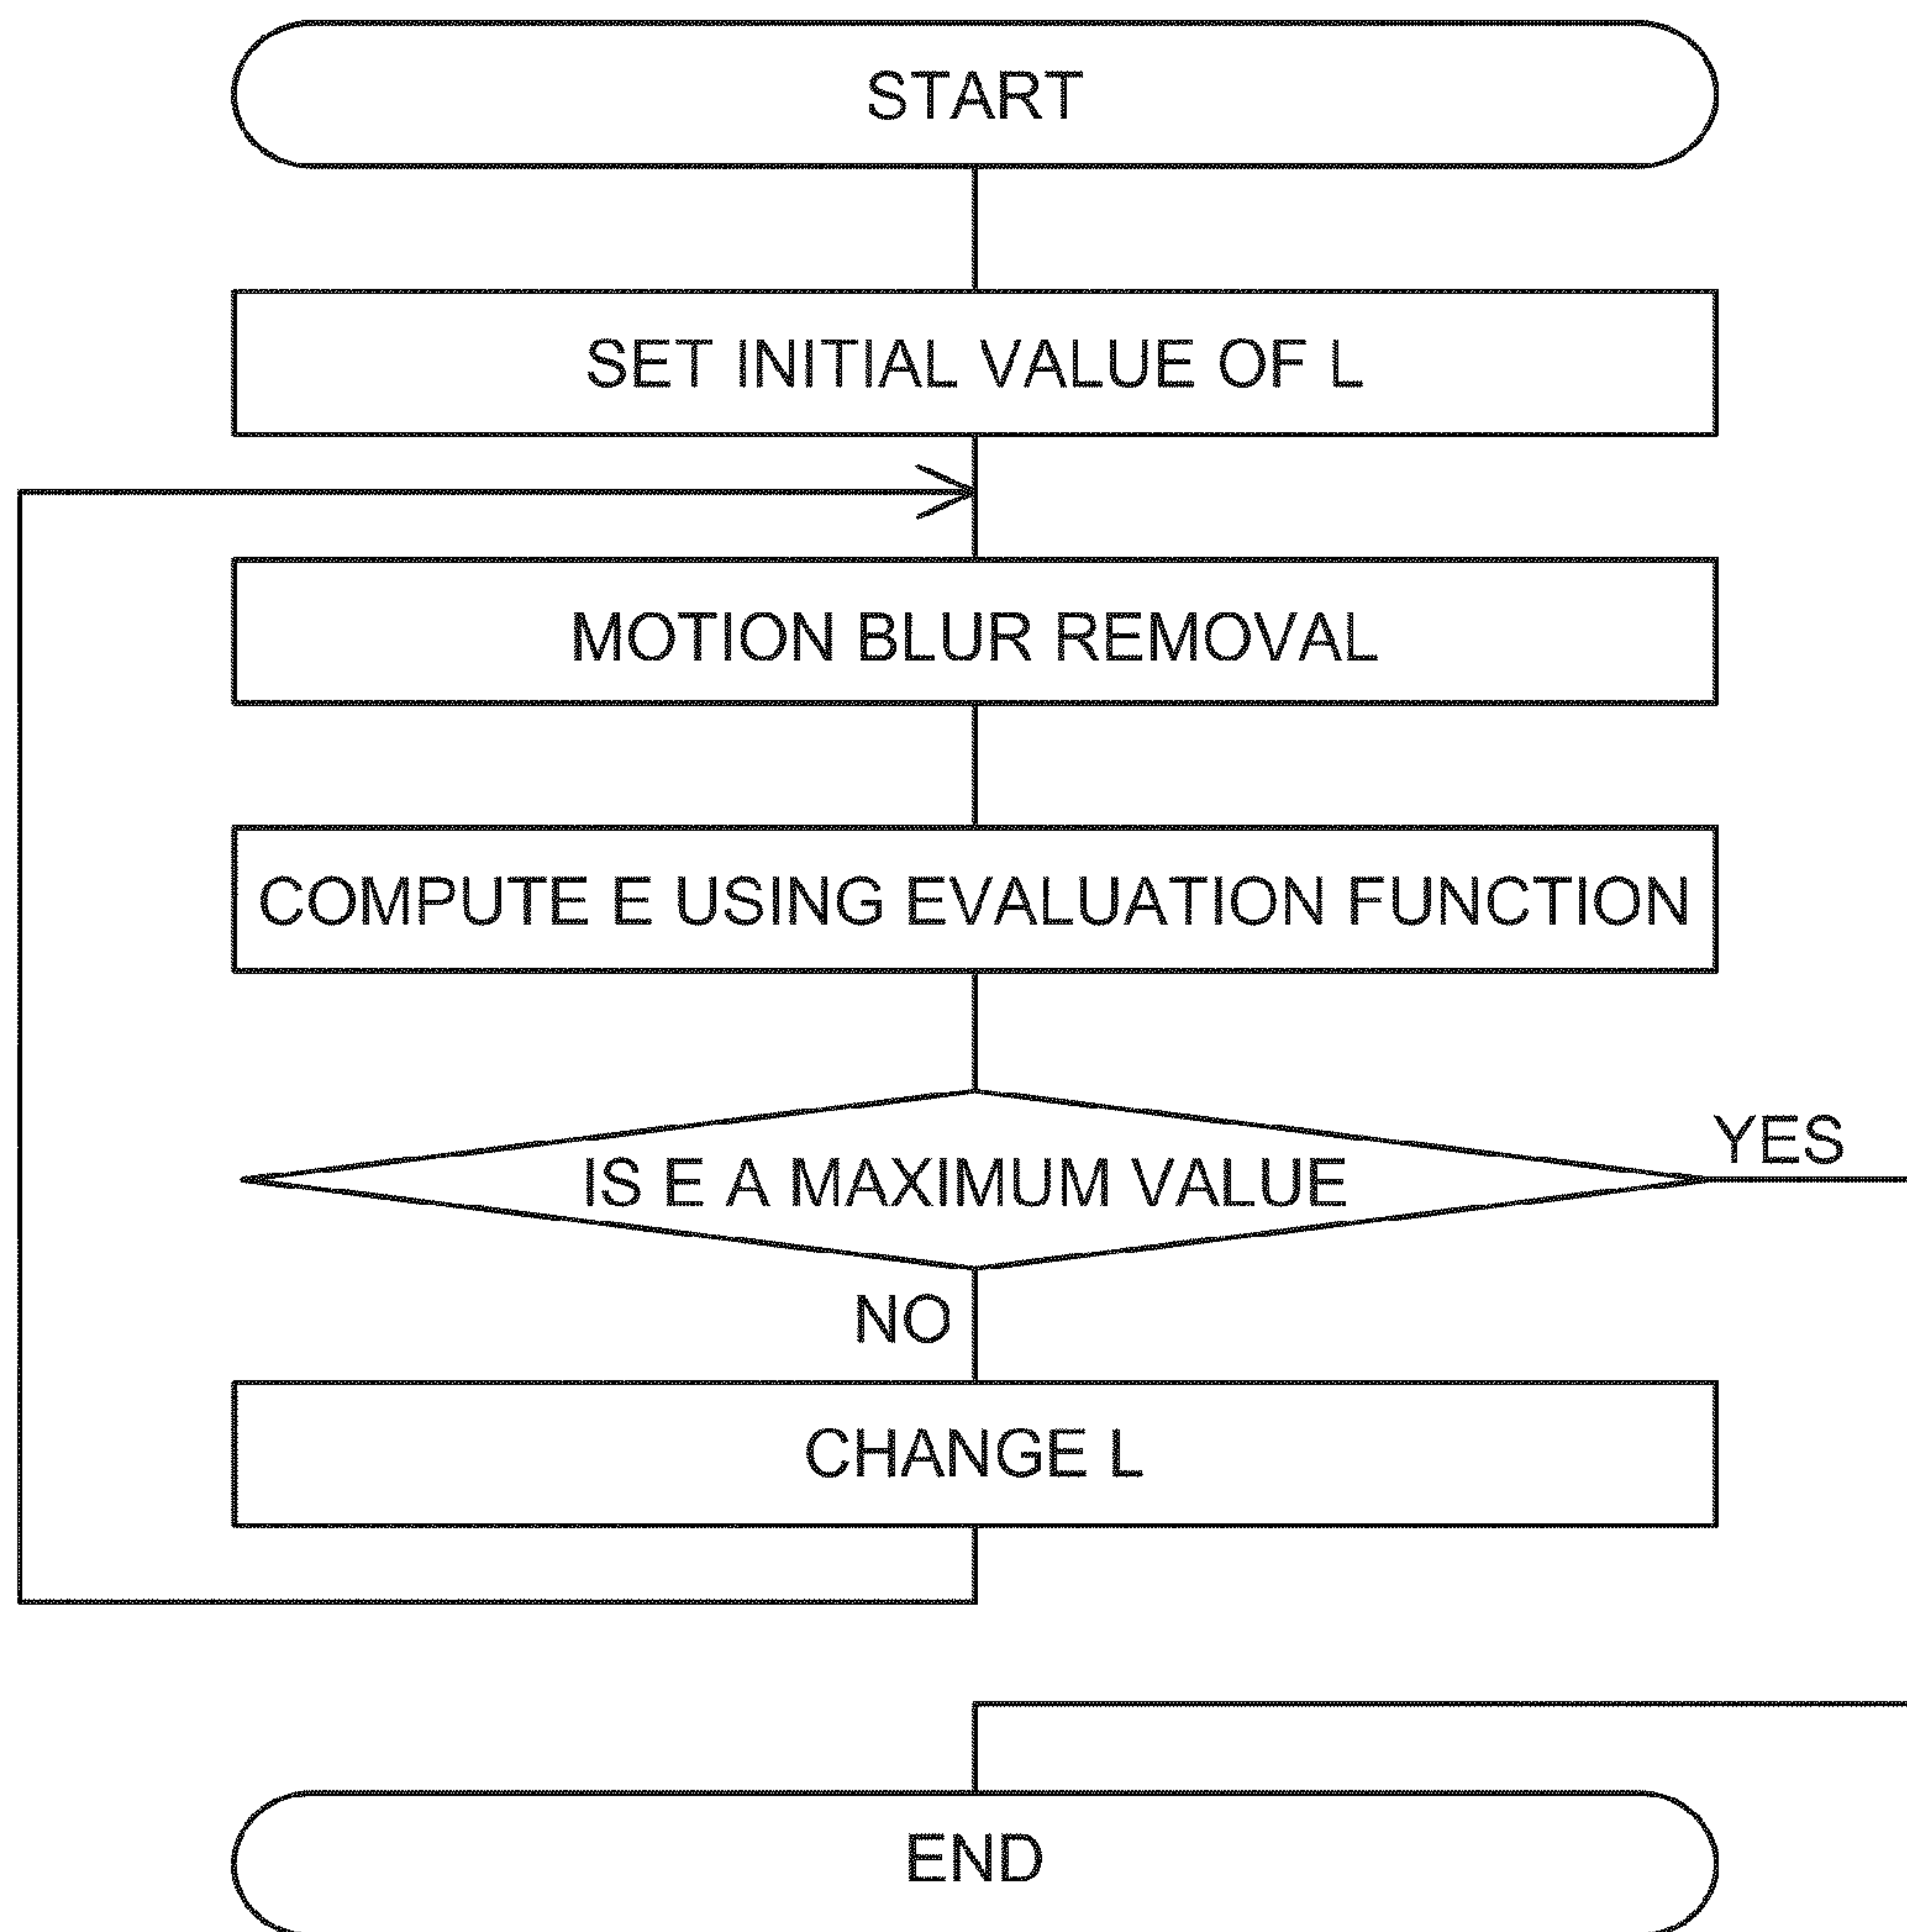 START
SET INITIAL VALUE OF L
MOTION BLUR REMOVAL
COMPUTE E USING EVALUATION FUNCTION
IS E A MAXIMUM VALUE
YES
NO
CHANGE L
END